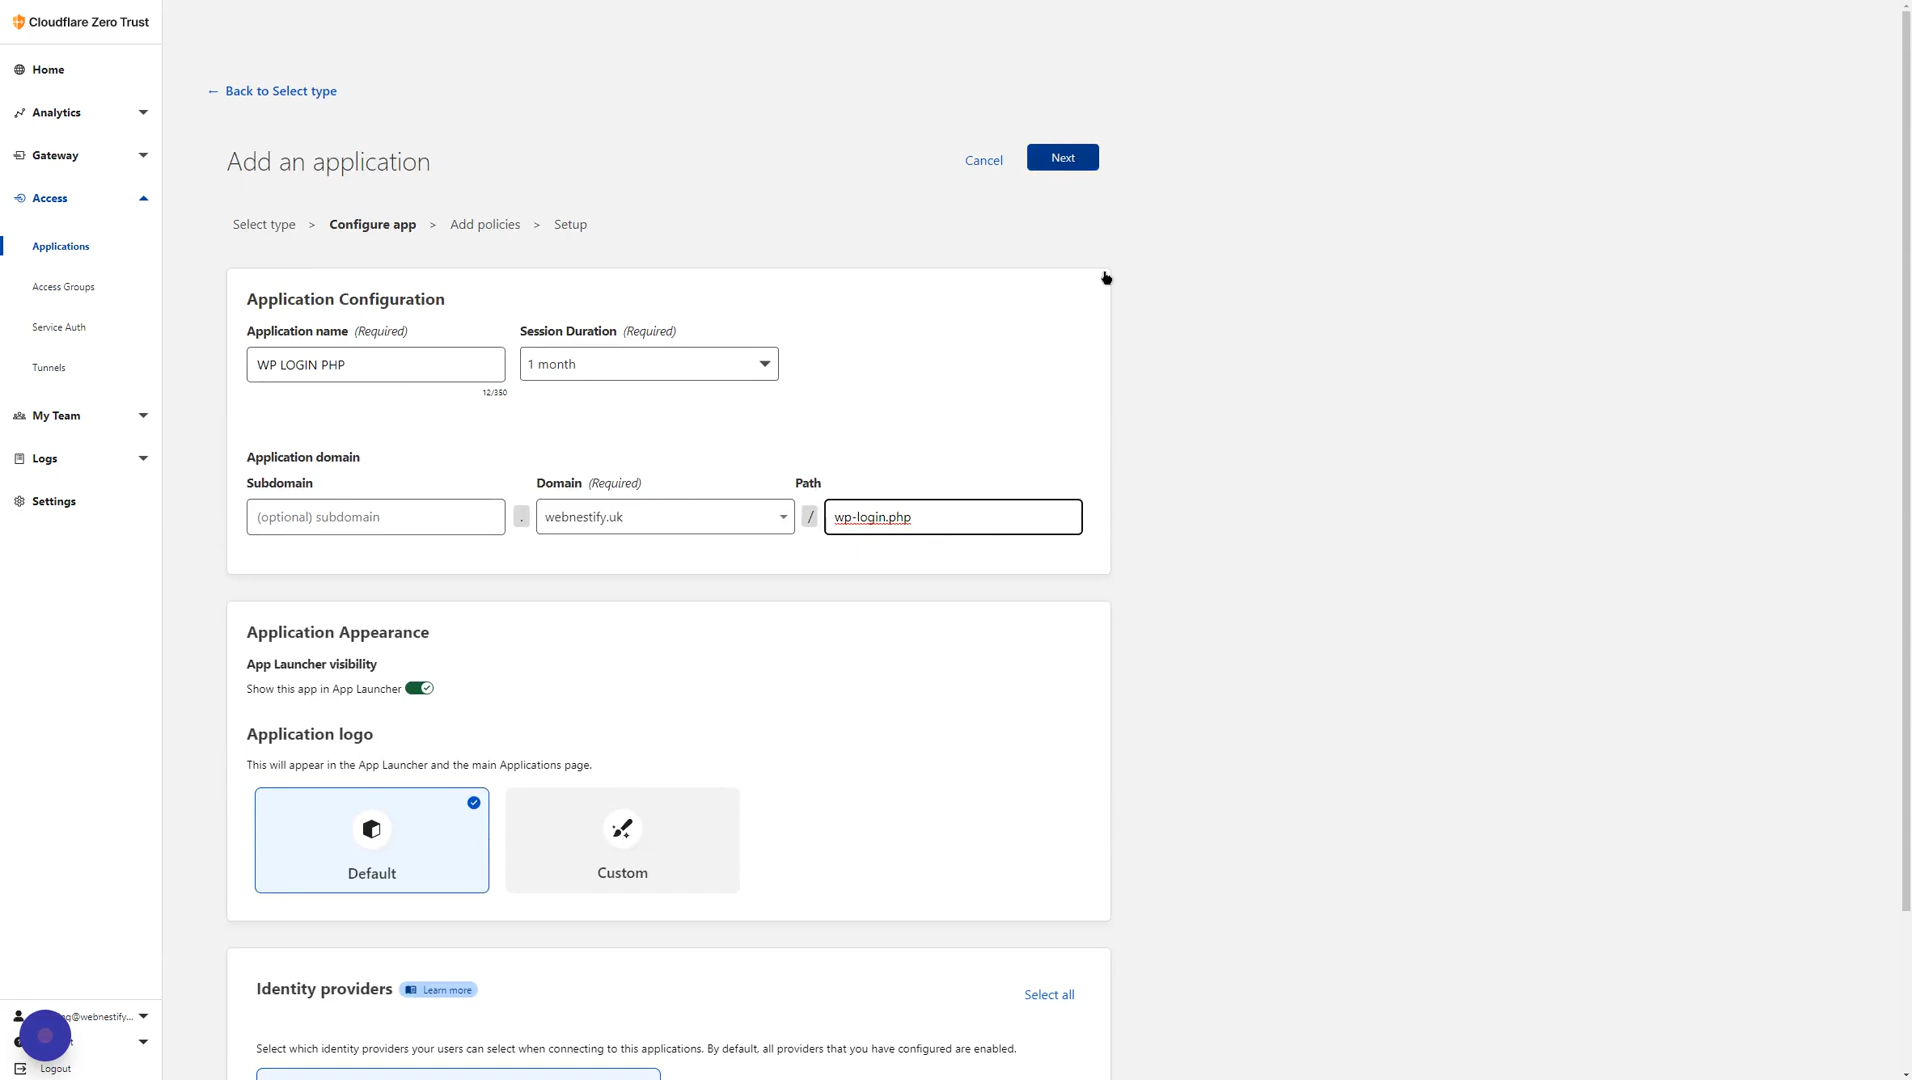 Cloudflare Zero Trust
Home
Analytics
Gateway
Access
Applications
Access Groups
Service Auth
Tunnels
My Team
Logs
Settings
@webnestify...
Logout
← Back to Select type
Add an application
Cancel
Next
Select type > Configure app > Add policies > Setup
Application Configuration
Application name (Required)
Session Duration (Required)
WP LOGIN PHP
1 month
12/350
Application domain
Subdomain
Domain (Required)
Path
(optional) subdomain
.
webnestify.uk
/
wp-login.php
Application Appearance
App Launcher visibility
Show this app in App Launcher
Application logo
This will appear in the App Launcher and the main Applications page.
Default
Custom
Identity providers
Learn more
Select all
Select which identity providers your users can select when connecting to this applications. By default, all providers that you have configured are enabled.